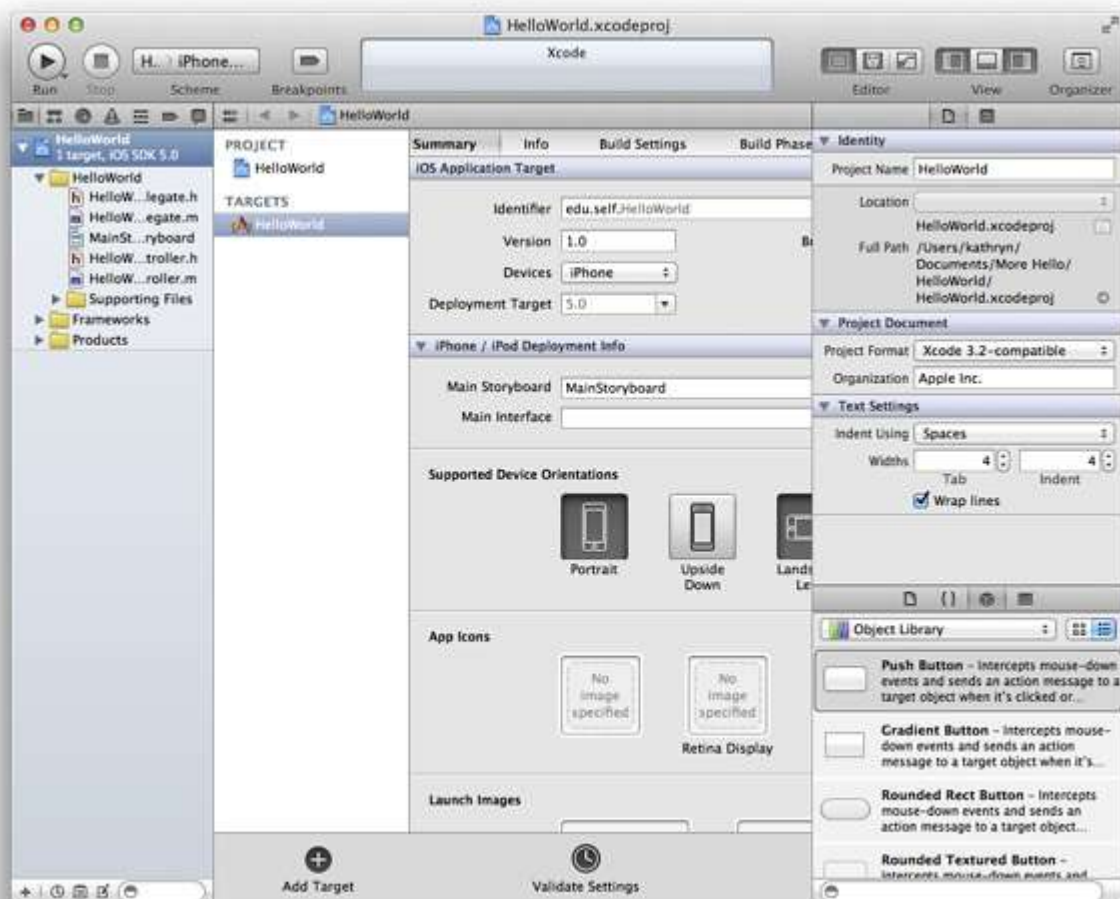 HelloWorld.xcodeproj
H.. iPhone...
Xcode
Run Stop Scheme Breakpoints Editor View Organizer
HelloWorld
HelloWorld
1 target, iOS SDK 5.0
HelloWorld
HelloW...legate.h
HelloW...egate.m
MainSt...ryboard
HelloW...troller.h
HelloW...roller.m
Supporting Files
Frameworks
Products
PROJECT
HelloWorld
TARGETS
HelloWorld
Summary Info Build Settings Build Phase
iOS Application Target
Identifier edu.self.HelloWorld
Version 1.0
Devices iPhone
Deployment Target 5.0
iPhone / iPod Deployment Info
Main Storyboard MainStoryboard
Main Interface
Supported Device Orientations
Portrait
Upside
Down
Lands
Le
App Icons
No
image
specified
No
image
specified
Retina Display
Launch Images
Add Target Validate Settings
Identity
Project Name HelloWorld
Location
HelloWorld.xcodeproj
Full Path /Users/kathryn/
Documents/More Hello/
HelloWorld/
HelloWorld.xcodeproj
Project Document
Project Format Xcode 3.2-compatible
Organization Apple Inc.
Text Settings
Indent Using Spaces
Widths 4 4
Tab Indent
Wrap lines
{}
Object Library
Push Button - Intercepts mouse-down
events and sends an action message to a
target object when it's clicked or...
Gradient Button - Intercepts mouse-
down events and sends an action
message to a target object when it's...
Rounded Rect Button - Intercepts
mouse-down events and sends an
action message to a target object...
Rounded Textured Button -
Intercepts mouse-down events and